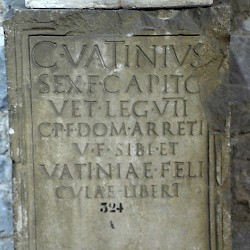 C·VATINIVS
SEX·F·CAPITO
VET·LEG·VII
C·P·F·DOM·ARRETI
V·F·SIBI·ET
VATINIAE·FELI
CVLAE·LIBERT
324